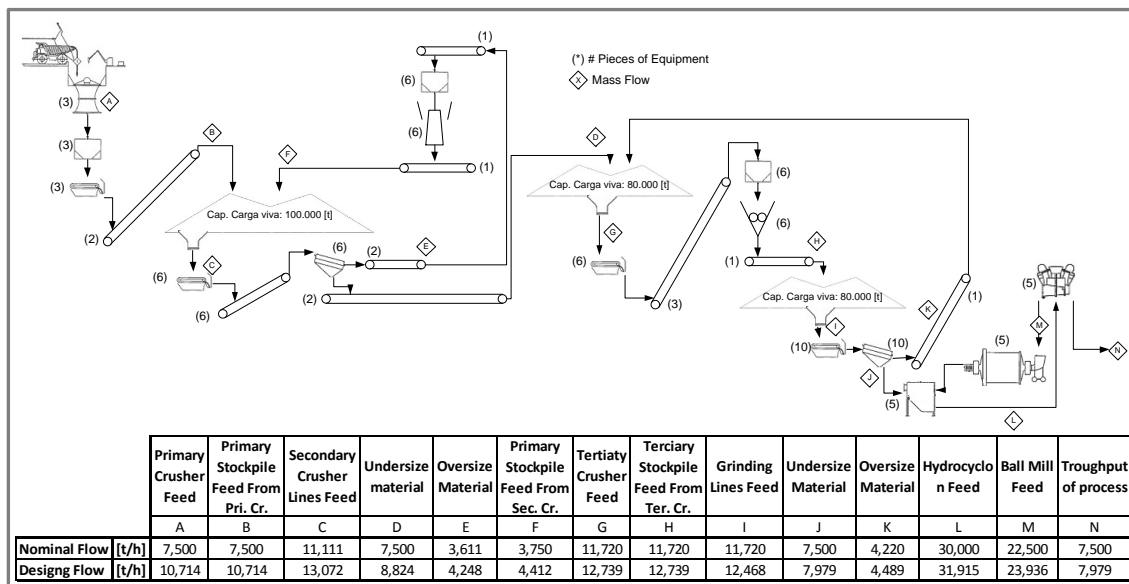 (1)
(*) # Pieces of Equipment
X Mass Flow
(6)
(3) A
(6)
(3)
B
D
F
(1)
(3)
(6)
Cap. Carga viva: 80.000 [t]
Cap. Carga viva: 100.000 [t]
(2)
(6)
G
(6)
(6) C
(2) E
H
(6)
(1)
(2)
(3)
(5)
(1)
(6)
Cap. Carga viva: 80.000 [t]
K
I
M
(5)
(10)
(10)
N
J
(5)
L
Primary Crusher Feed
Primary Stockpile Feed From Pri. Cr.
Secondary Crusher Lines Feed
Undersize material
Oversize Material
Primary Stockpile Feed From Sec. Cr.
Tertiaty Crusher Feed
Terciary Stockpile Feed From Ter. Cr.
Grinding Lines Feed
Undersize Material
Oversize Material
Hydrocyclo n Feed
Ball Mill Feed
Troughput of process
A B C D E F G H I J K L M N
Nominal Flow [t/h] 7,500 7,500 11,111 7,500 3,611 3,750 11,720 11,720 11,720 7,500 4,220 30,000 22,500 7,500
Designg Flow [t/h] 10,714 10,714 13,072 8,824 4,248 4,412 12,739 12,739 12,468 7,979 4,489 31,915 23,936 7,979